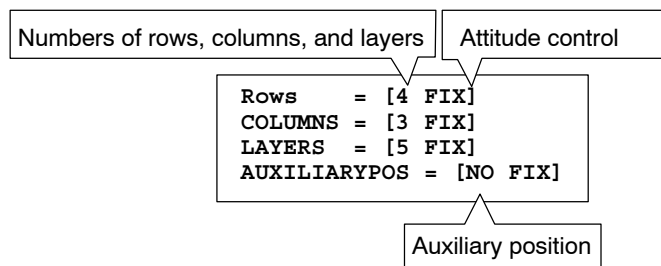 Numbers of rows, columns, and layers
Attitude control
Rows = [4 FIX]
COLUMNS = [3 FIX]
LAYERS = [5 FIX]
AUXILIARYPOS = [NO FIX]
Auxiliary position